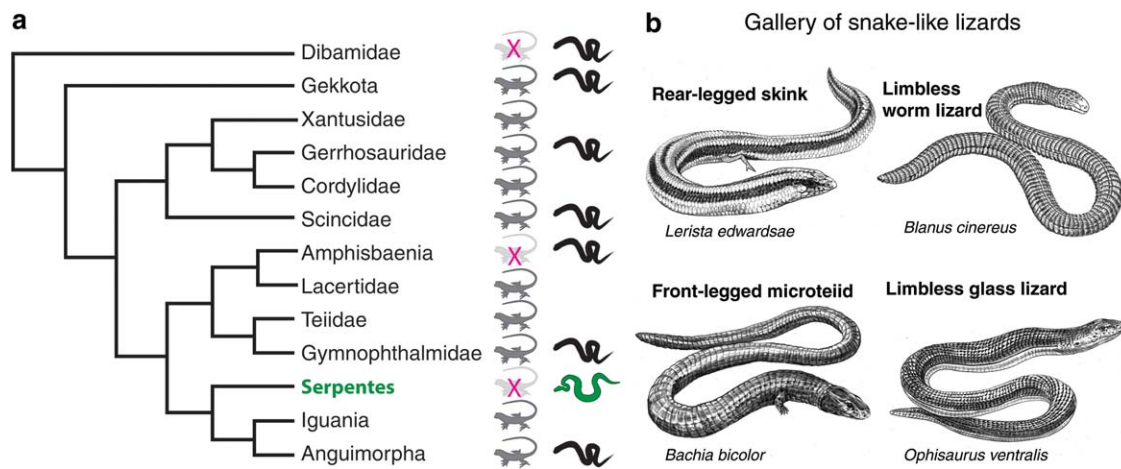 a
Dibamidae
Gekkota
Xantusidae
Gerrhosauridae
Cordylidae
Scincidae
Amphisbaenia
Lacertidae
Teiidae
Gymnophthalmidae
Serpentes
Iguania
Anguimorpha
X
X
X
b
Gallery of snake-like lizards
Rear-legged skink
Lerista edwardsae
Limbless
worm lizard
Blanus cinereus
Front-legged microteiid
Bachia bicolor
Limbless glass lizard
Ophisaurus ventralis